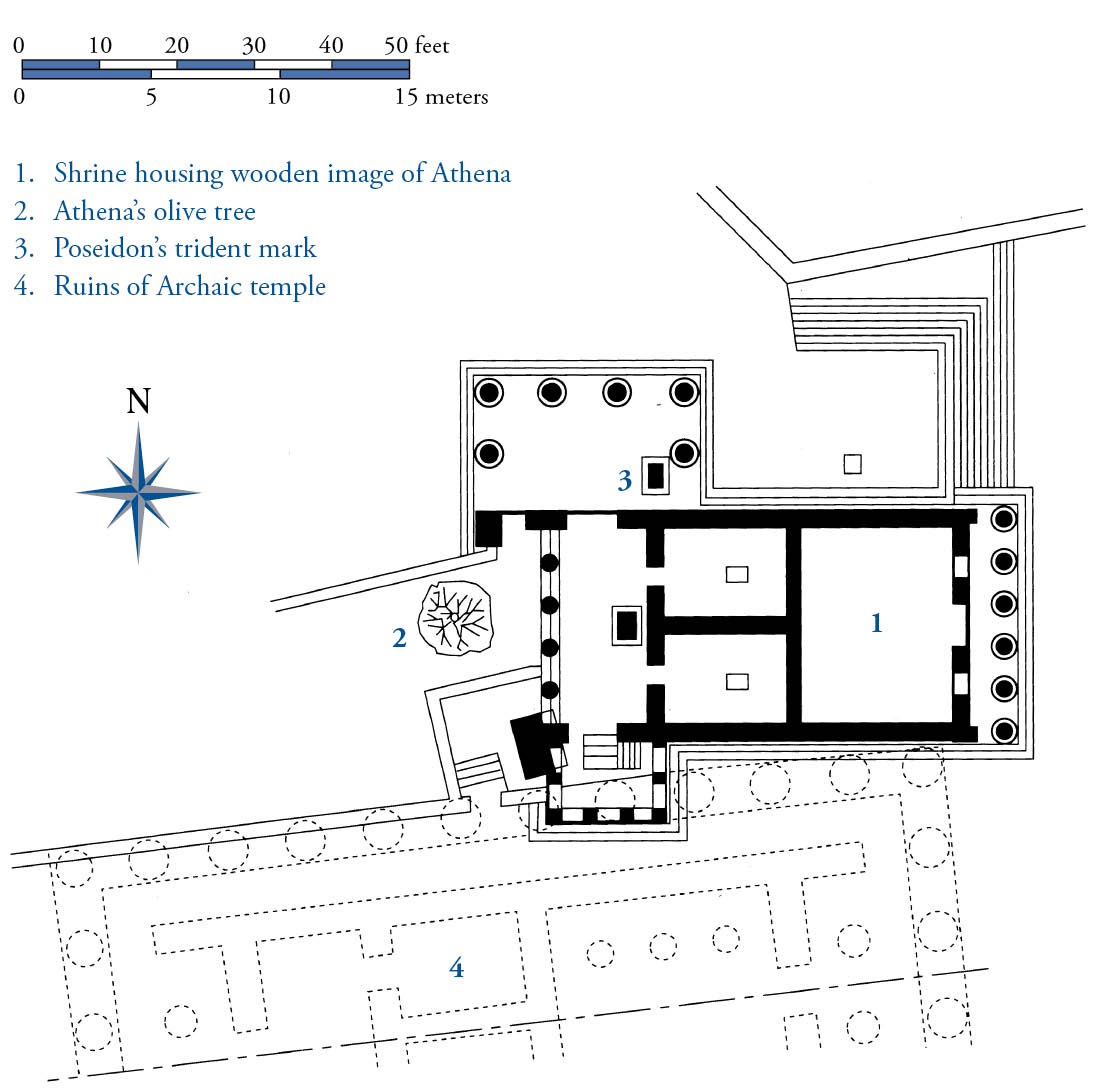 0 10 20 30 40 50 feet
0 5 10 15 meters
1. Shrine housing wooden image of Athena
2. Athena’s olive tree
3. Poseidon’s trident mark
4. Ruins of Archaic temple
N
3
1
2
4